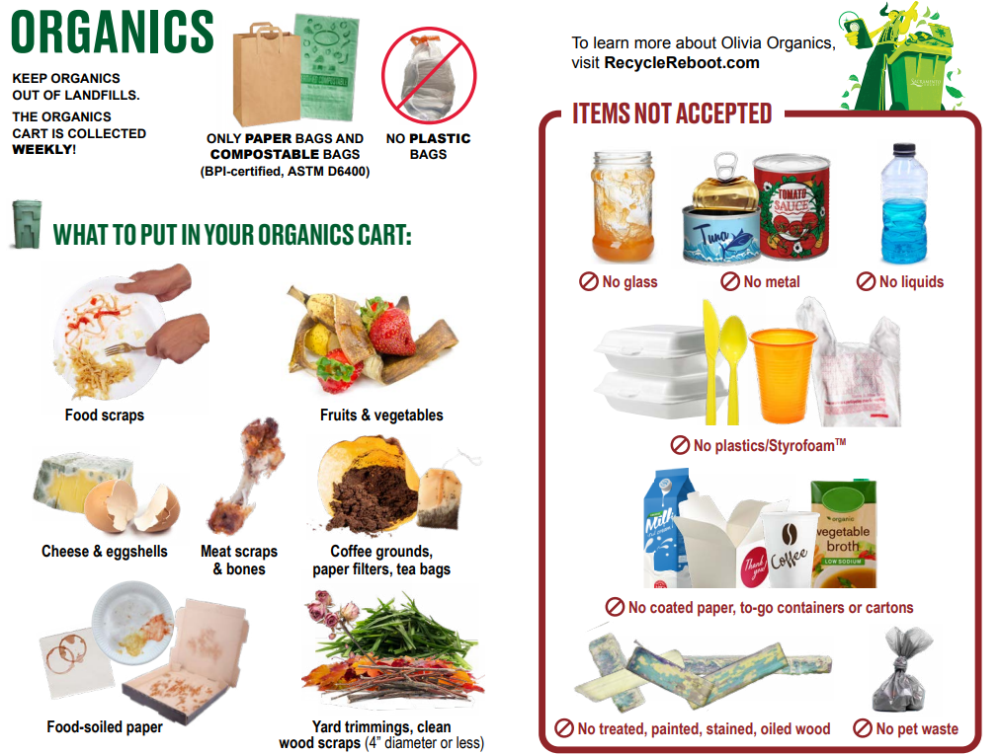 ORGANICS
KEEP ORGANICS
OUT OF LANDFILLS.
THE ORGANICS
CART IS COLLECTED
WEEKLY!
ONLY PAPER BAGS AND
COMPOSTABLE BAGS
(BPI-certified, ASTM D6400)
NO PLASTIC
BAGS
To learn more about Olivia Organics,
visit RecycleReboot.com
WHAT TO PUT IN YOUR ORGANICS CART:
Food scraps
Fruits & vegetables
Cheese & eggshells
Meat scraps
& bones
Coffee grounds,
paper filters, tea bags
Food-soiled paper
Yard trimmings, clean
wood scraps (4” diameter or less)
ITEMS NOT ACCEPTED
Tuna
TOMATO
SAUCE
No glass
No metal
No liquids
No plastics/Styrofoam™
Milk
Thank
you!
Coffee
organic
vegetable
broth
LOW SODIUM
No coated paper, to-go containers or cartons
No treated, painted, stained, oiled wood
No pet waste